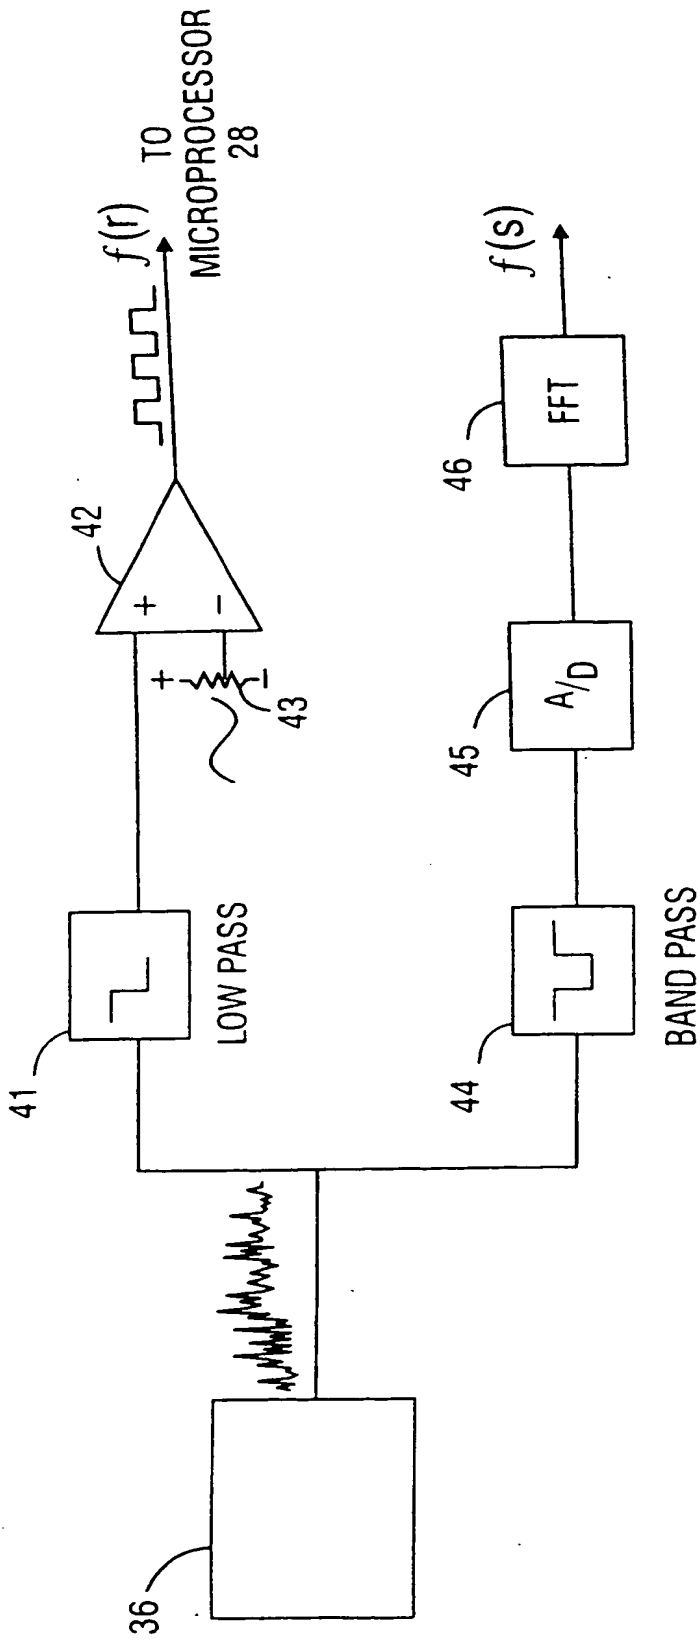 36
41
LOW PASS
42
+
−
+
−
43
f(r)
TO
MICROPROCESSOR
28
44
BAND PASS
45
A/D
46
FFT
f(s)